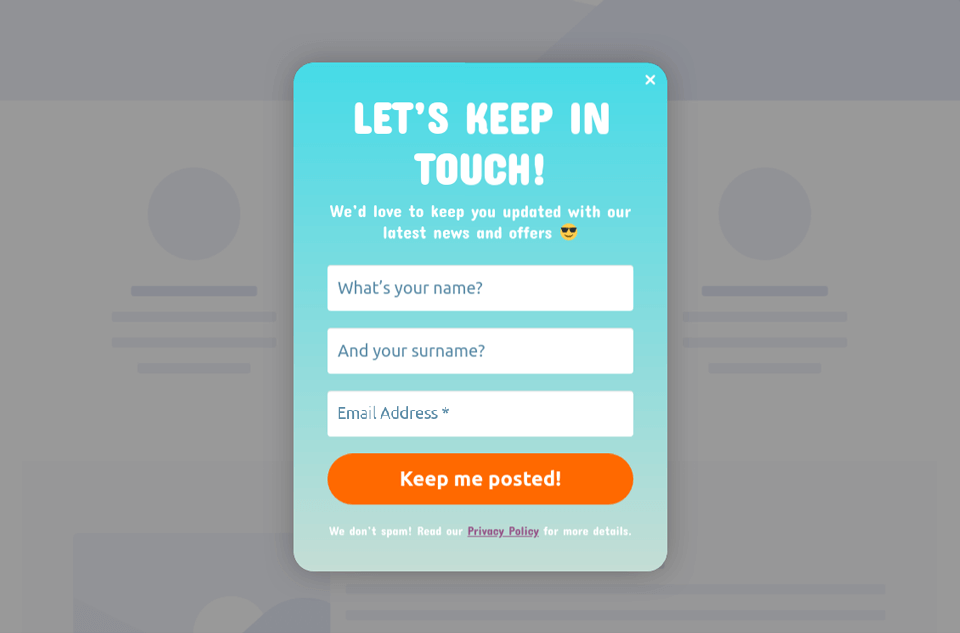 LET'S KEEP IN
TOUCH!
We'd love to keep you updated with our
latest news and offers 😎
What's your name?
And your surname?
Email Address *
Keep me posted!
We don't spam! Read our Privacy Policy for more details.